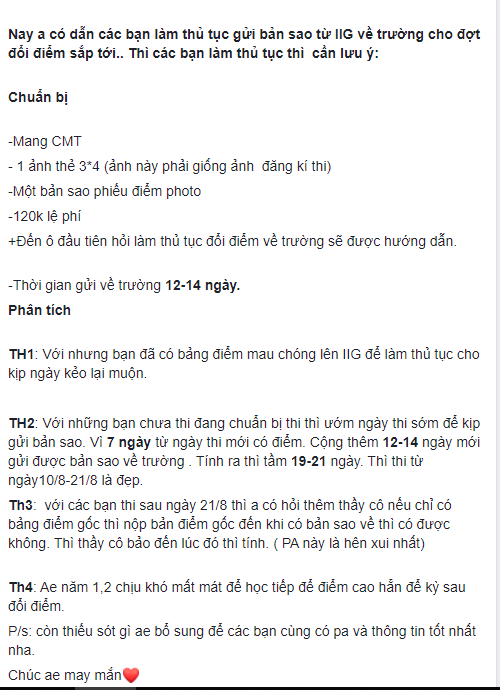 Nay a có dẫn các bạn làm thủ tục gửi bản sao từ IIG về trường cho đợt
đổi điểm sắp tới.. Thì các bạn làm thủ tục thì cần lưu ý:
Chuẩn bị
-Mang CMT
- 1 ảnh thẻ 3*4 (ảnh này phải giống ảnh đăng kí thi)
-Một bản sao phiếu điểm photo
-120k lệ phí
+Đến ô đầu tiên hỏi làm thủ tục đổi điểm về trường sẽ được hướng dẫn.
-Thời gian gửi về trường 12-14 ngày.
Phân tích
TH1: Với nhưng bạn đã có bảng điểm mau chóng lên IIG để làm thủ tục cho
kịp ngày kẻo lại muộn.
TH2: Với những bạn chưa thi đang chuẩn bị thi thì ướm ngày thi sớm để kịp
gửi bản sao. Vì 7 ngày từ ngày thi mới có điểm. Cộng thêm 12-14 ngày mới
gửi được bản sao về trường . Tính ra thì tầm 19-21 ngày. Thì thi từ
ngày10/8-21/8 là đẹp.
Th3: với các bạn thi sau ngày 21/8 thì a có hỏi thêm thầy cô nếu chỉ có
bảng điểm gốc thì nộp bản điểm gốc đến khi có bản sao về thì có được
không. Thì thầy cô bảo đến lúc đó thì tính. ( PA này là hên xui nhất)
Th4: Ae năm 1,2 chịu khó mất mát để học tiếp để điểm cao hẳn để kỳ sau
đổi điểm.
P/s: còn thiếu sót gì ae bổ sung để các bạn cùng có pa và thông tin tốt nhất
nha.
Chúc ae may mắn❤️